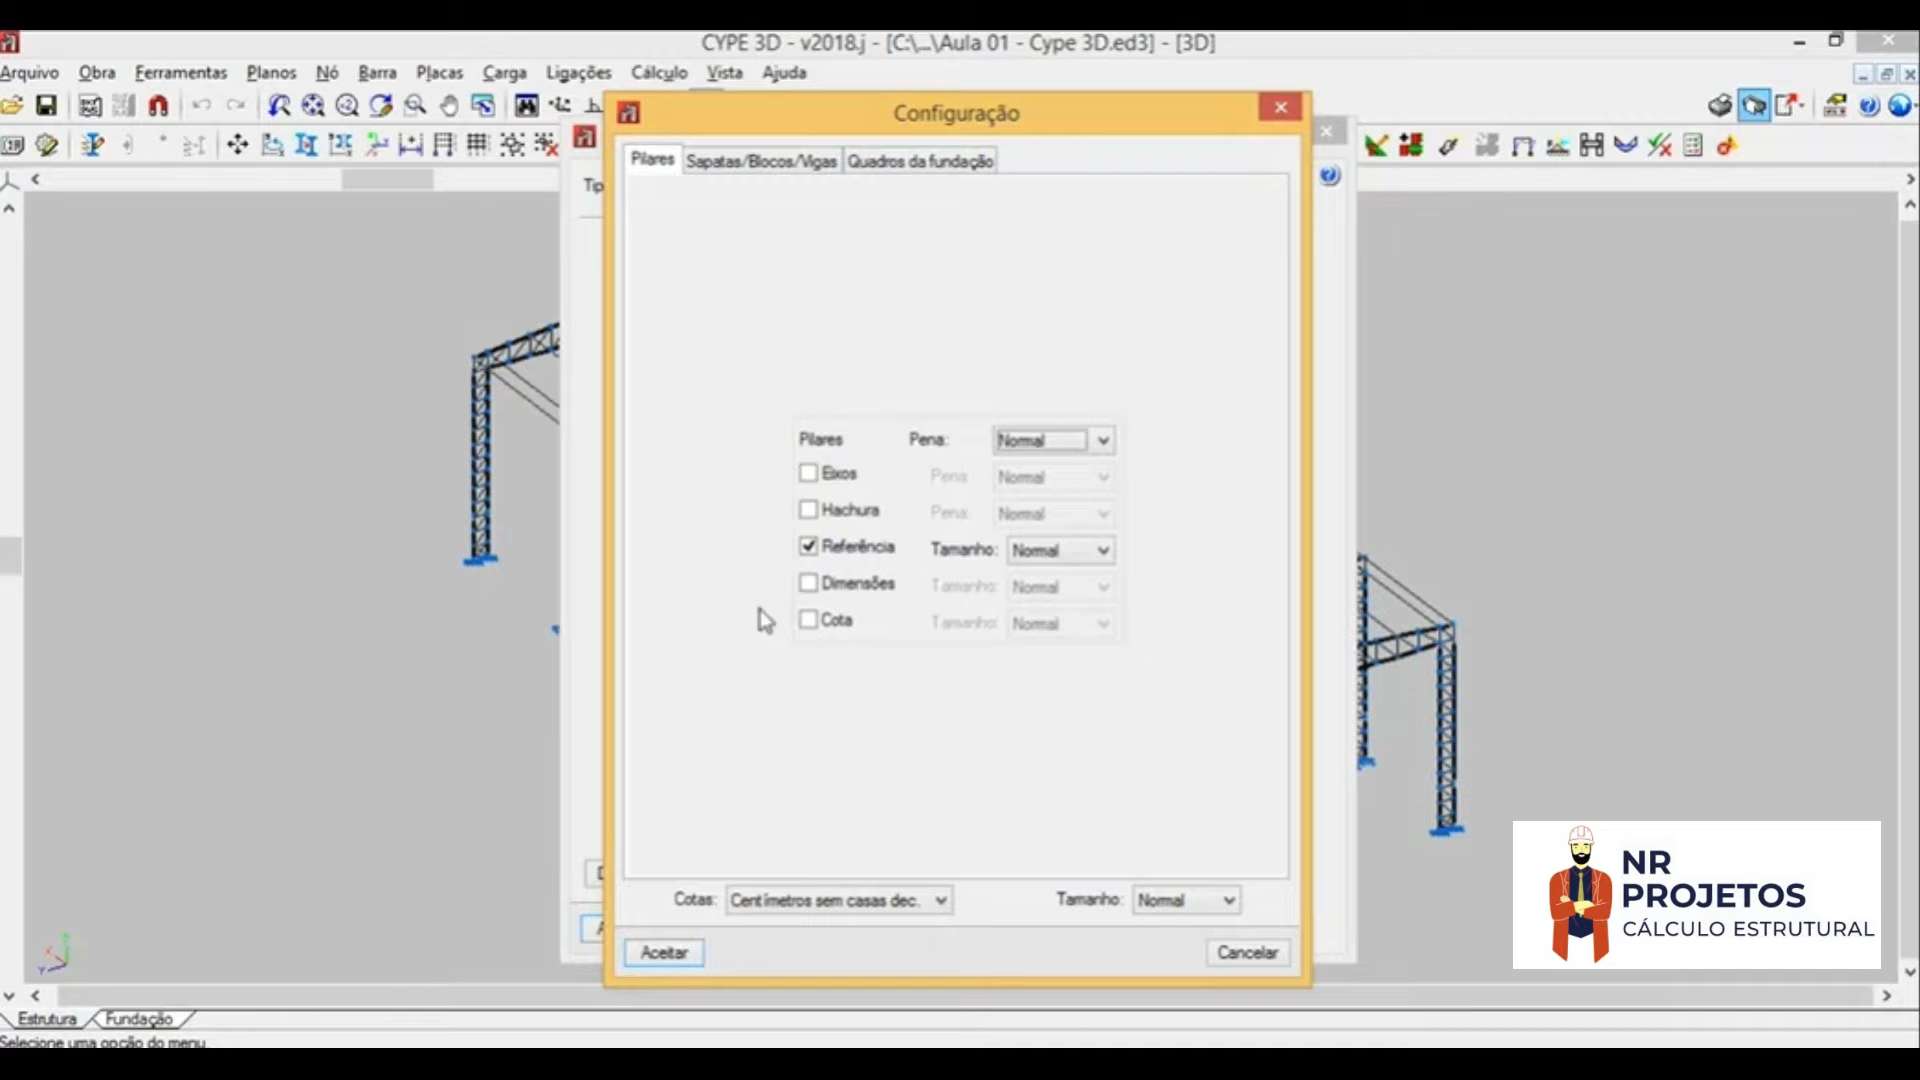 CYPE 3D - v2018.j - [C:\...\Aula 01 - Cype 3D.ed3] - [3D]
Arquivo Obra Ferramentas Planos Nó Barra Placas Carga Ligações Cálculo Vista Ajuda
Configuração
Pilares Sapatas/Blocos/Vigas Quadros da fundação
Tip
Pilares Pena: Normal
Eixos Pena: Normal
Hachura Pena: Normal
Referência Tamanho: Normal
Dimensões Tamanho: Normal
Cota Tamanho: Normal
Cotas: Centímetros sem casas dec. Tamanho: Normal
Aceitar Cancelar
NR
PROJETOS
CÁLCULO ESTRUTURAL
Estrutura Fundação
Selecione uma opção do menu